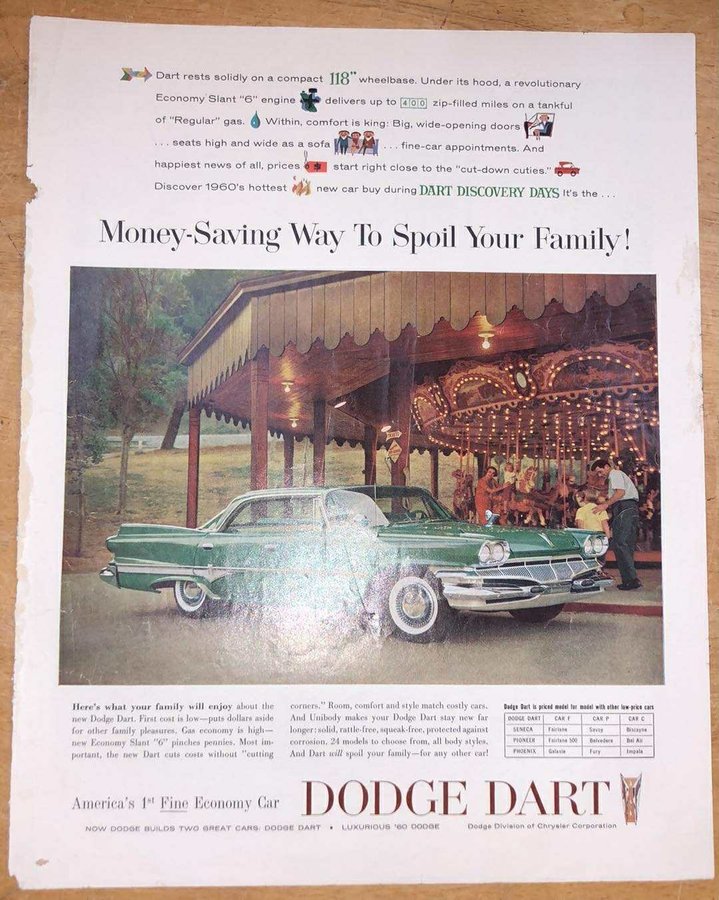 Dart rests solidly on a compact 118" wheelbase. Under its hood, a revolutionary
Economy Slant "6" engine delivers up to 400 zip-filled miles on a tankful
of "Regular" gas. Within, comfort is king: Big, wide-opening doors
... seats high and wide as a sofa ... fine-car appointments. And
happiest news of all, prices $ start right close to the "cut-down cuties."
Discover 1960's hottest new car buy during DART DISCOVERY DAYS It's the ...
Money-Saving Way To Spoil Your Family!
Here's what your family will enjoy about the
new Dodge Dart. First cost is low—puts dollars aside
for other family pleasures. Gas economy is high—
new Economy Slant "6" pinches pennies. Most im-
portant, the new Dart cuts costs without "cutting
corners." Room, comfort and style match costly cars.
And Unibody makes your Dodge Dart stay new far
longer: solid, rattle-free, squeak-free, protected against
corrosion. 24 models to choose from, all body styles.
And Dart will spoil your family—for any other car!
Dodge Dart is priced model for model with other low-price cars
DODGE DART CAR F CAR P CAR C
SENECA Fairlane Savoy Biscayne
PIONEER Fairlane 500 Belvedere Bel Air
PHOENIX Galaxie Fury Impala
America's 1st Fine Economy Car DODGE DART
NOW DODGE BUILDS TWO GREAT CARS: DODGE DART • LUXURIOUS '60 DODGE Dodge Division of Chrysler Corporation